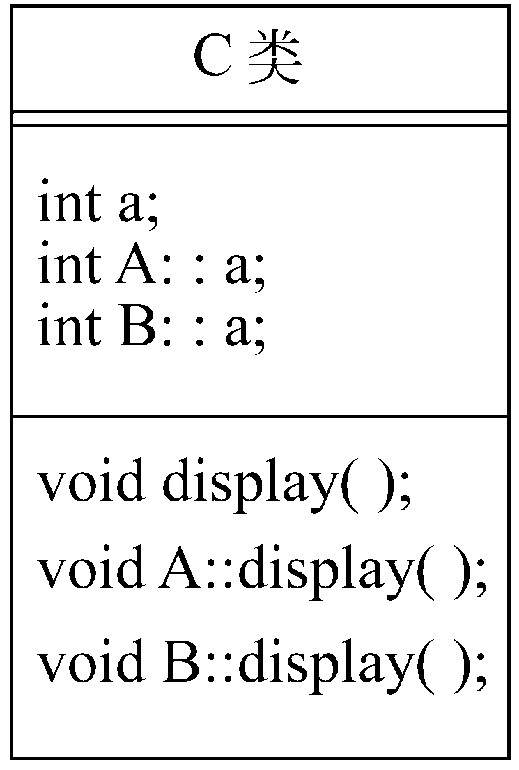 C 类
int a;
int A: : a;
int B: : a;
void display( );
void A::display( );
void B::display( );